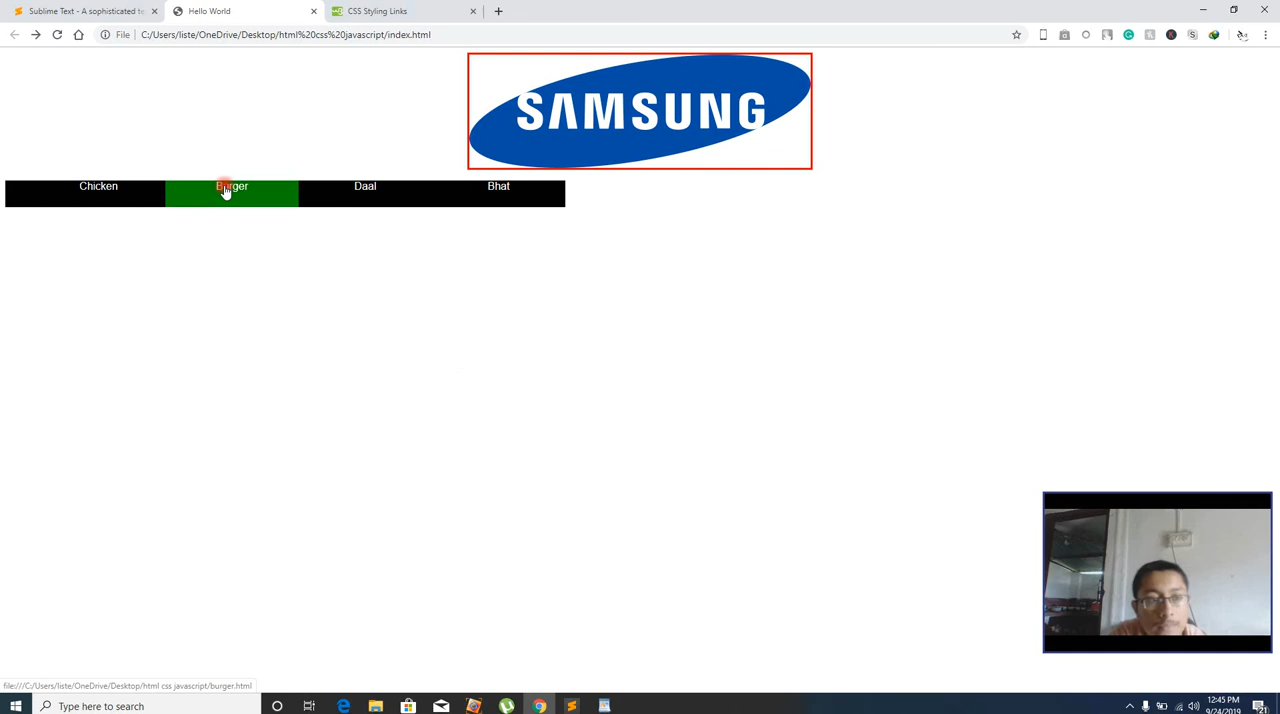 Sublime Text - A sophisticated te
Hello World
CSS Styling Links
File C:/Users/liste/OneDrive/Desktop/html%20css%20javascript/index.html
SAMSUNG
Chicken Burger Daal Bhat
file:///C:/Users/liste/OneDrive/Desktop/html css javascript/burger.html
Type here to search
12:45 PM
9/24/2019
21